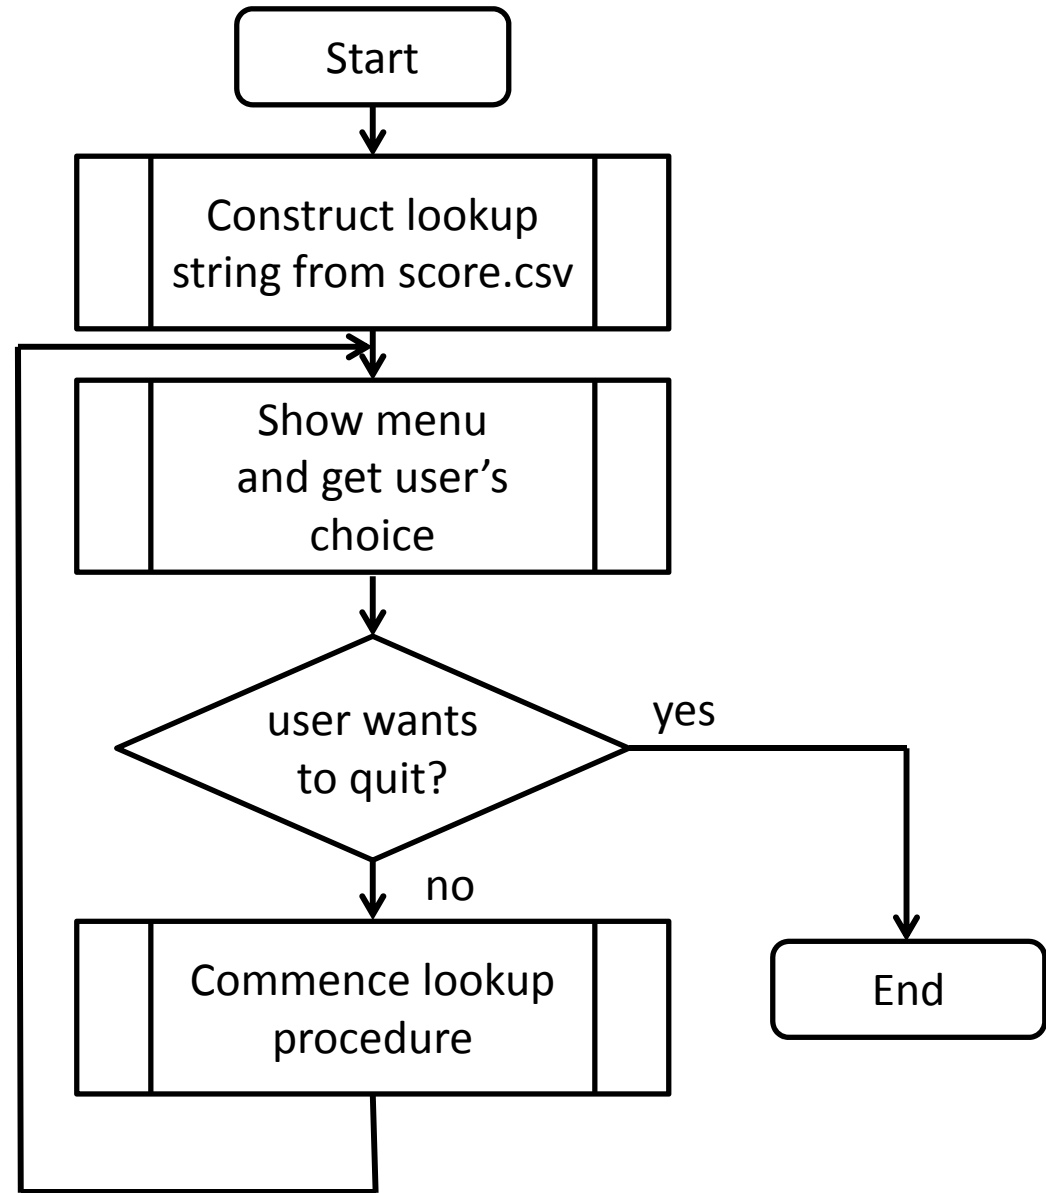 Start
Construct lookup
string from score.csv
Show menu
and get user’s
choice
user wants
to quit?
yes
no
Commence lookup
procedure
End